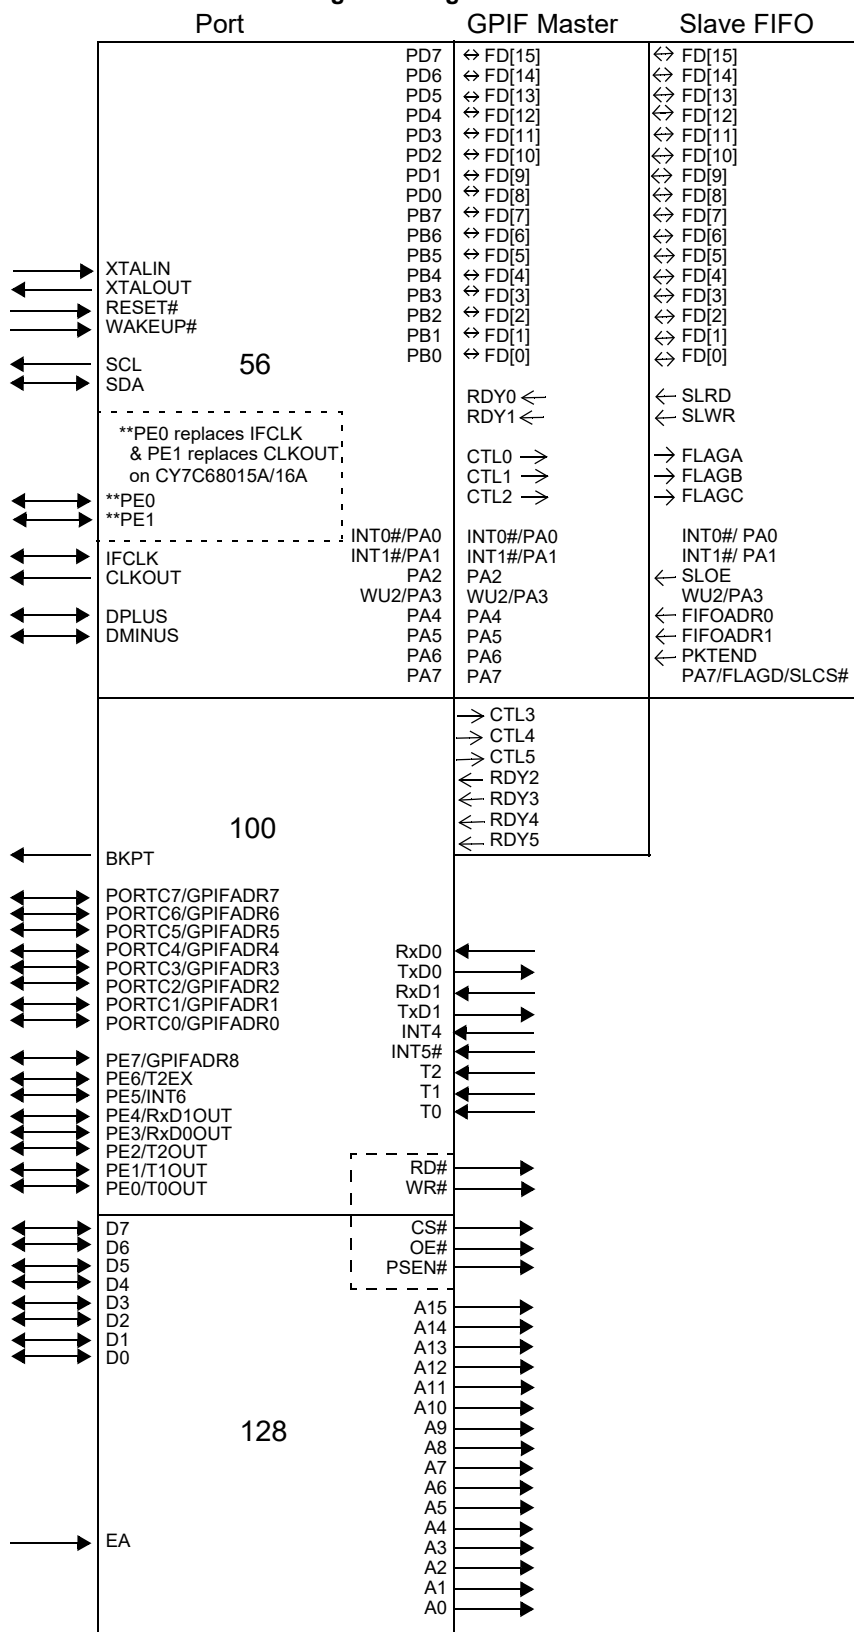 Port GPIF Master Slave FIFO
PD7 FD[15] FD[15]
PD6 FD[14] FD[14]
PD5 FD[13] FD[13]
PD4 FD[12] FD[12]
PD3 FD[11] FD[11]
PD2 FD[10] FD[10]
PD1 FD[9] FD[9]
PD0 FD[8] FD[8]
PB7 FD[7] FD[7]
PB6 FD[6] FD[6]
PB5 FD[5] FD[5]
XTALIN PB4 FD[4] FD[4]
XTALOUT PB3 FD[3] FD[3]
RESET# PB2 FD[2] FD[2]
WAKEUP# PB1 FD[1] FD[1]
PB0 FD[0] FD[0]
SCL 56
SDA
RDY0 SLRD
RDY1 SLWR
**PE0 replaces IFCLK
& PE1 replaces CLKOUT
on CY7C68015A/16A
CTL0 FLAGA
CTL1 FLAGB
CTL2 FLAGC
**PE0
**PE1
INT0#/PA0 INT0#/PA0 INT0#/ PA0
IFCLK INT1#/PA1 INT1#/PA1 INT1#/ PA1
CLKOUT PA2 PA2 SLOE
WU2/PA3 WU2/PA3 WU2/PA3
DPLUS PA4 PA4 FIFOADR0
DMINUS PA5 PA5 FIFOADR1
PA6 PA6 PKTEND
PA7 PA7 PA7/FLAGD/SLCS#
CTL3
CTL4
CTL5
RDY2
RDY3
100 RDY4
RDY5
BKPT
PORTC7/GPIFADR7
PORTC6/GPIFADR6
PORTC5/GPIFADR5
PORTC4/GPIFADR4 RxD0
PORTC3/GPIFADR3 TxD0
PORTC2/GPIFADR2 RxD1
PORTC1/GPIFADR1 TxD1
PORTC0/GPIFADR0 INT4
INT5#
PE7/GPIFADR8 T2
PE6/T2EX T1
PE5/INT6 T0
PE4/RxD1OUT
PE3/RxD0OUT
PE2/T2OUT
PE1/T1OUT RD#
PE0/T0OUT WR#
D7 CS#
D6 OE#
D5 PSEN#
D4
D3 A15
D2 A14
D1 A13
D0 A12
A11
A10
128 A9
A8
A7
A6
A5
A4
EA A3
A2
A1
A0